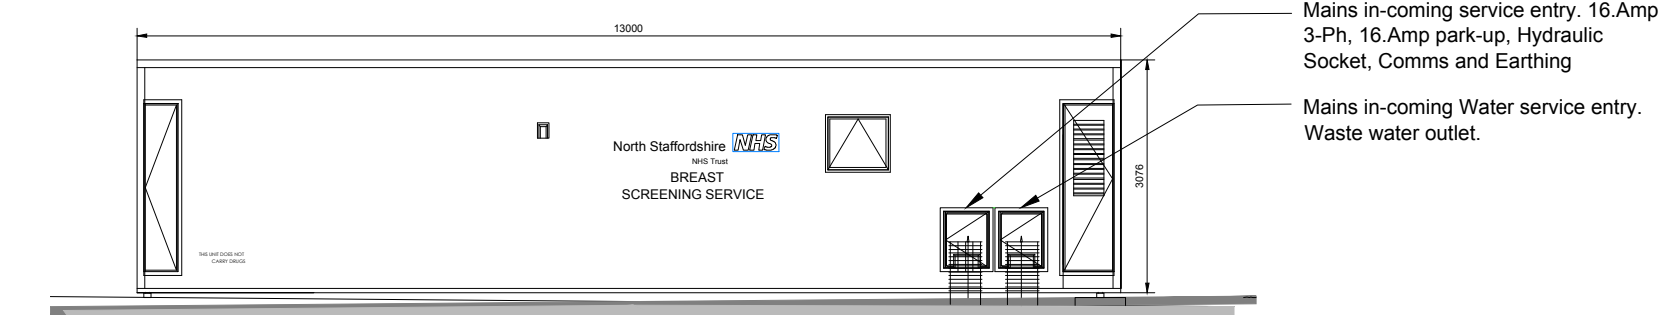 Mains in-coming service entry. 16.Amp
3-Ph, 16.Amp park-up, Hydraulic
Socket, Comms and Earthing
13000
Mains in-coming Water service entry.
Waste water outlet.
North Staffordshire NHS
NHS Trust
BREAST
SCREENING SERVICE
3076
THIS UNIT DOES NOT
CARRY DRUGS